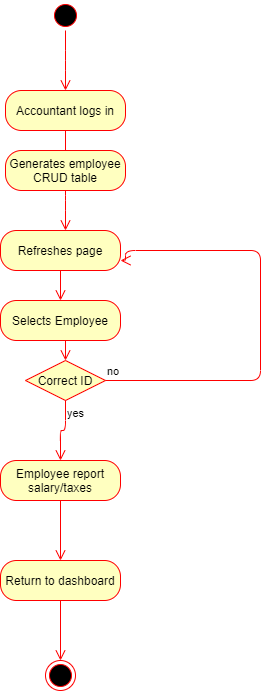 Accountant logs in
Generates employee
CRUD table
Refreshes page
Selects Employee
Correct ID
no
yes
Employee report
salary/taxes
Return to dashboard